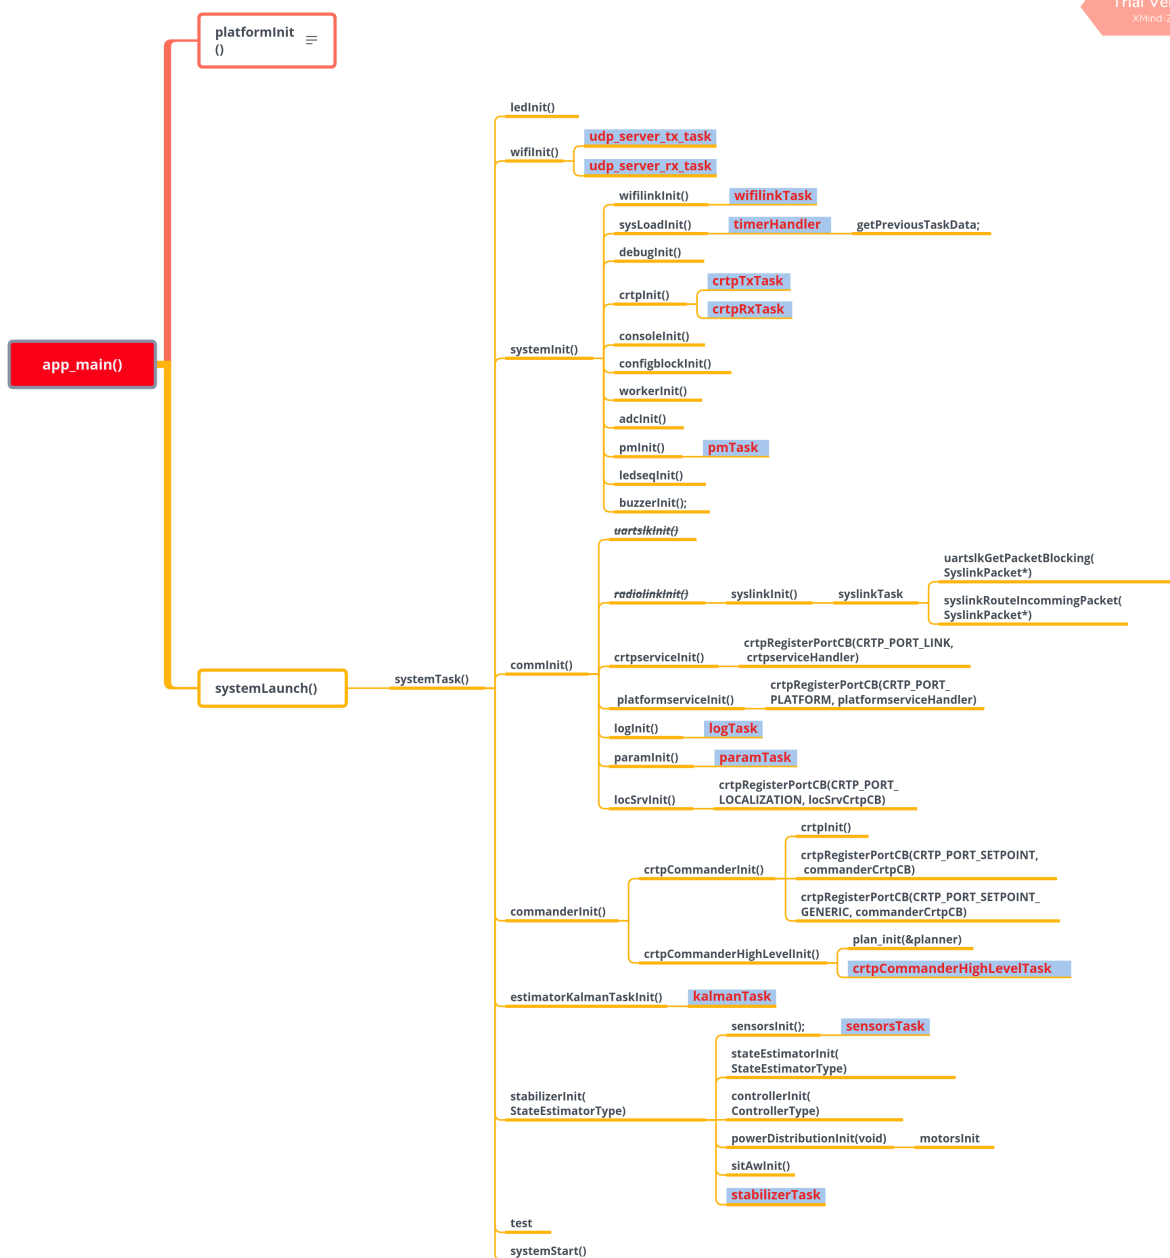 Trial Ve
XMind:Z
platformInit
()
ledInit()
udp_server_tx_task
wifiInit()
udp_server_rx_task
wifilinkInit()
wifilinkTask
sysLoadInit()
timerHandler
getPreviousTaskData;
debugInit()
crtpTxTask
crtpInit()
crtpRxTask
consoleInit()
systemInit()
app_main()
configblockInit()
workerInit()
adcInit()
pmInit()
pmTask
ledseqInit()
buzzerInit();
uartslkInit()
uartslkGetPacketBlocking(
SyslinkPacket*)
radiolinkInit()
syslinkInit()
syslinkTask
syslinkRouteIncommingPacket(
SyslinkPacket*)
crtpRegisterPortCB(CRTP_PORT_LINK,
crtpserviceHandler)
crtpserviceInit()
commInit()
systemTask()
systemLaunch()
crtpRegisterPortCB(CRTP_PORT_
PLATFORM, platformserviceHandler)
platformserviceInit()
logInit()
logTask
paramInit()
paramTask
crtpRegisterPortCB(CRTP_PORT_
LOCALIZATION, locSrvCrtpCB)
locSrvInit()
crtpInit()
crtpRegisterPortCB(CRTP_PORT_SETPOINT,
commanderCrtpCB)
crtpCommanderInit()
crtpRegisterPortCB(CRTP_PORT_SETPOINT_
GENERIC, commanderCrtpCB)
commanderInit()
plan_init(&planner)
crtpCommanderHighLevelInit()
crtpCommanderHighLevelTask
estimatorKalmanTaskInit()
kalmanTask
sensorsInit();
sensorsTask
stateEstimatorInit(
StateEstimatorType)
stabilizerInit(
StateEstimatorType)
controllerInit(
ControllerType)
powerDistributionInit(void)
motorsInit
sitAwInit()
stabilizerTask
test
systemStart()